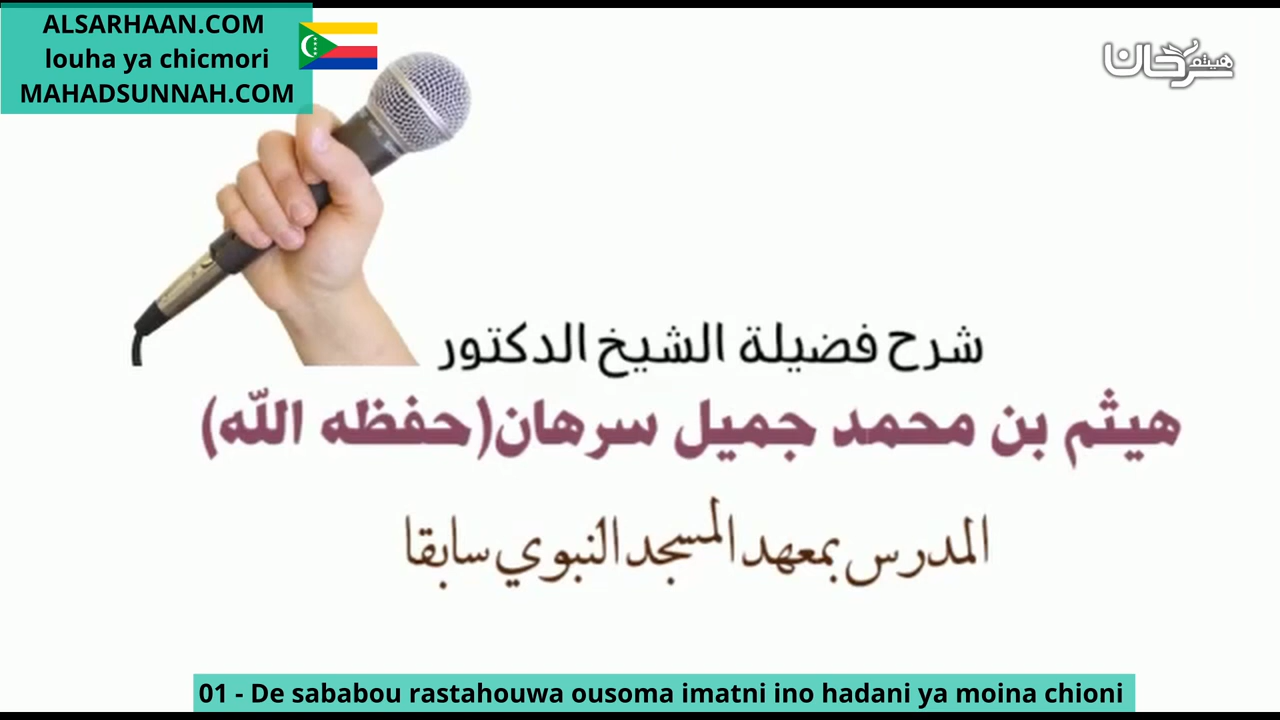 ALSARHAAN.COM
louha ya chicmori
MAHADSUNNAH.COM
هيثم سرحان
شرح فضيلة الشيخ الدكتور
هيثم بن محمد جميل سرهان(حفظه الله)
المدرس بمعهد المسجد النبوي سابقا
01 - De sababou rastahouwa ousoma imatni ino hadani ya moina chioni